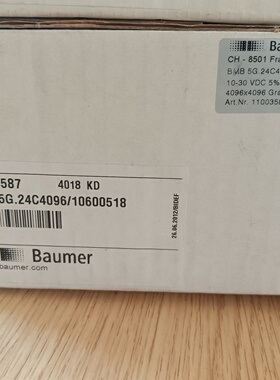 Baumer
CH - 8501 Fra
BMB 5G.24C4
10-30 VDC 5%
4096x4096 Gra
Art.Nr. 110035
587 4018 KD
5G.24C4096/10600518
26.06.2012/BIDEF
Baumer
baumer.com